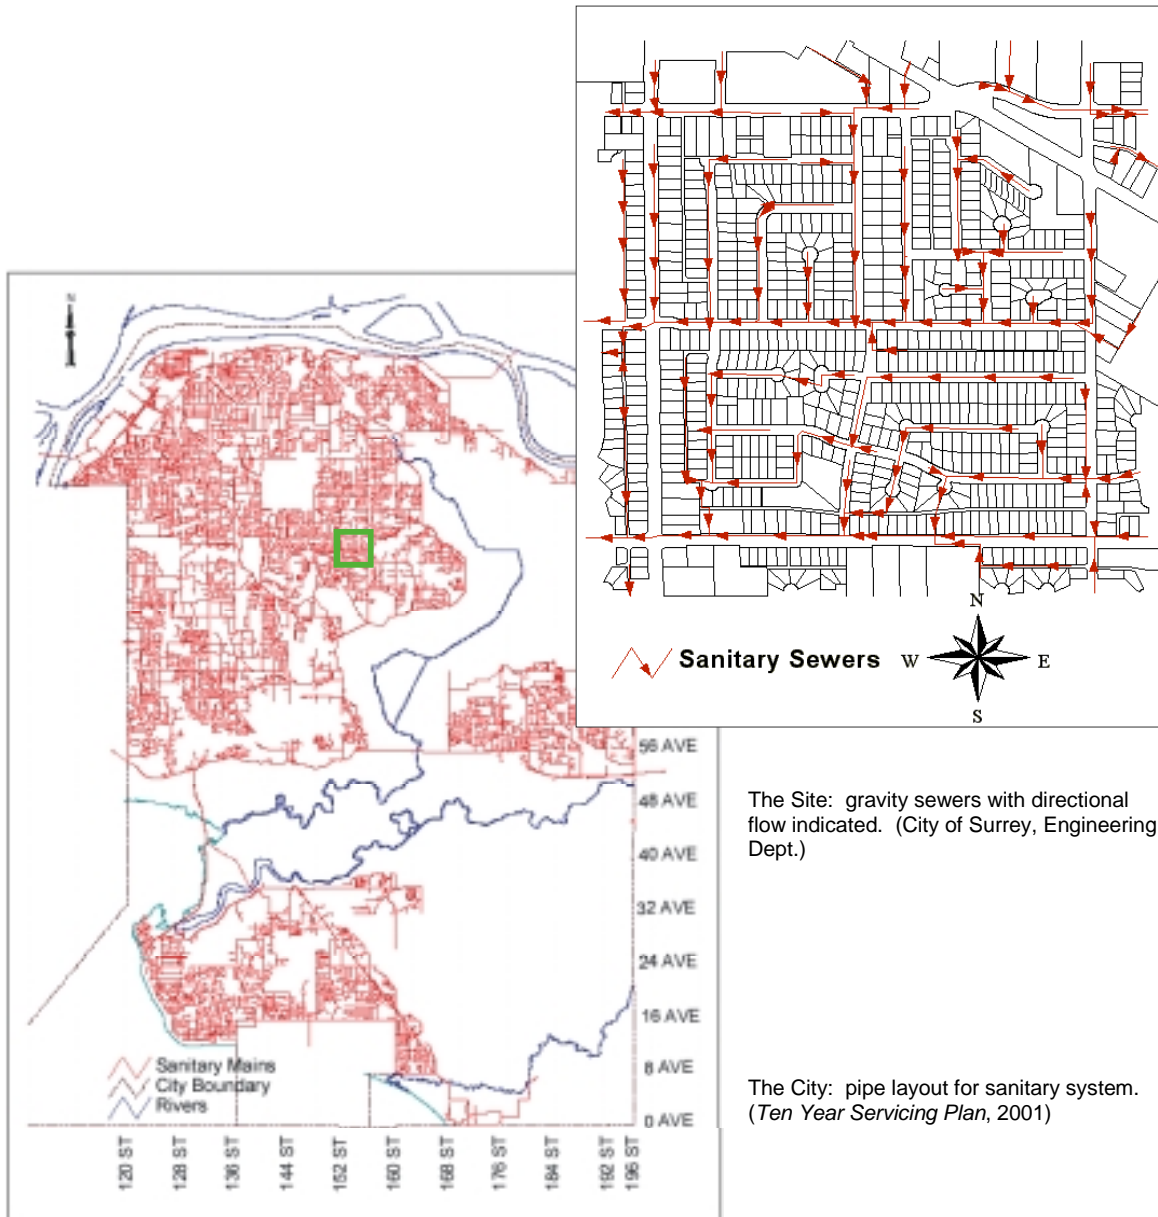 N
Sanitary Sewers
W
E
S
56 AVE
48 AVE
40 AVE
32 AVE
24 AVE
16 AVE
8 AVE
0 AVE
The Site: gravity sewers with directional
flow indicated. (City of Surrey, Engineering
Dept.)
Sanitary Mains
City Boundary
Rivers
The City: pipe layout for sanitary system.
(Ten Year Servicing Plan, 2001)
120 ST
128 ST
136 ST
144 ST
152 ST
160 ST
168 ST
176 ST
184 ST
192 ST
196 ST